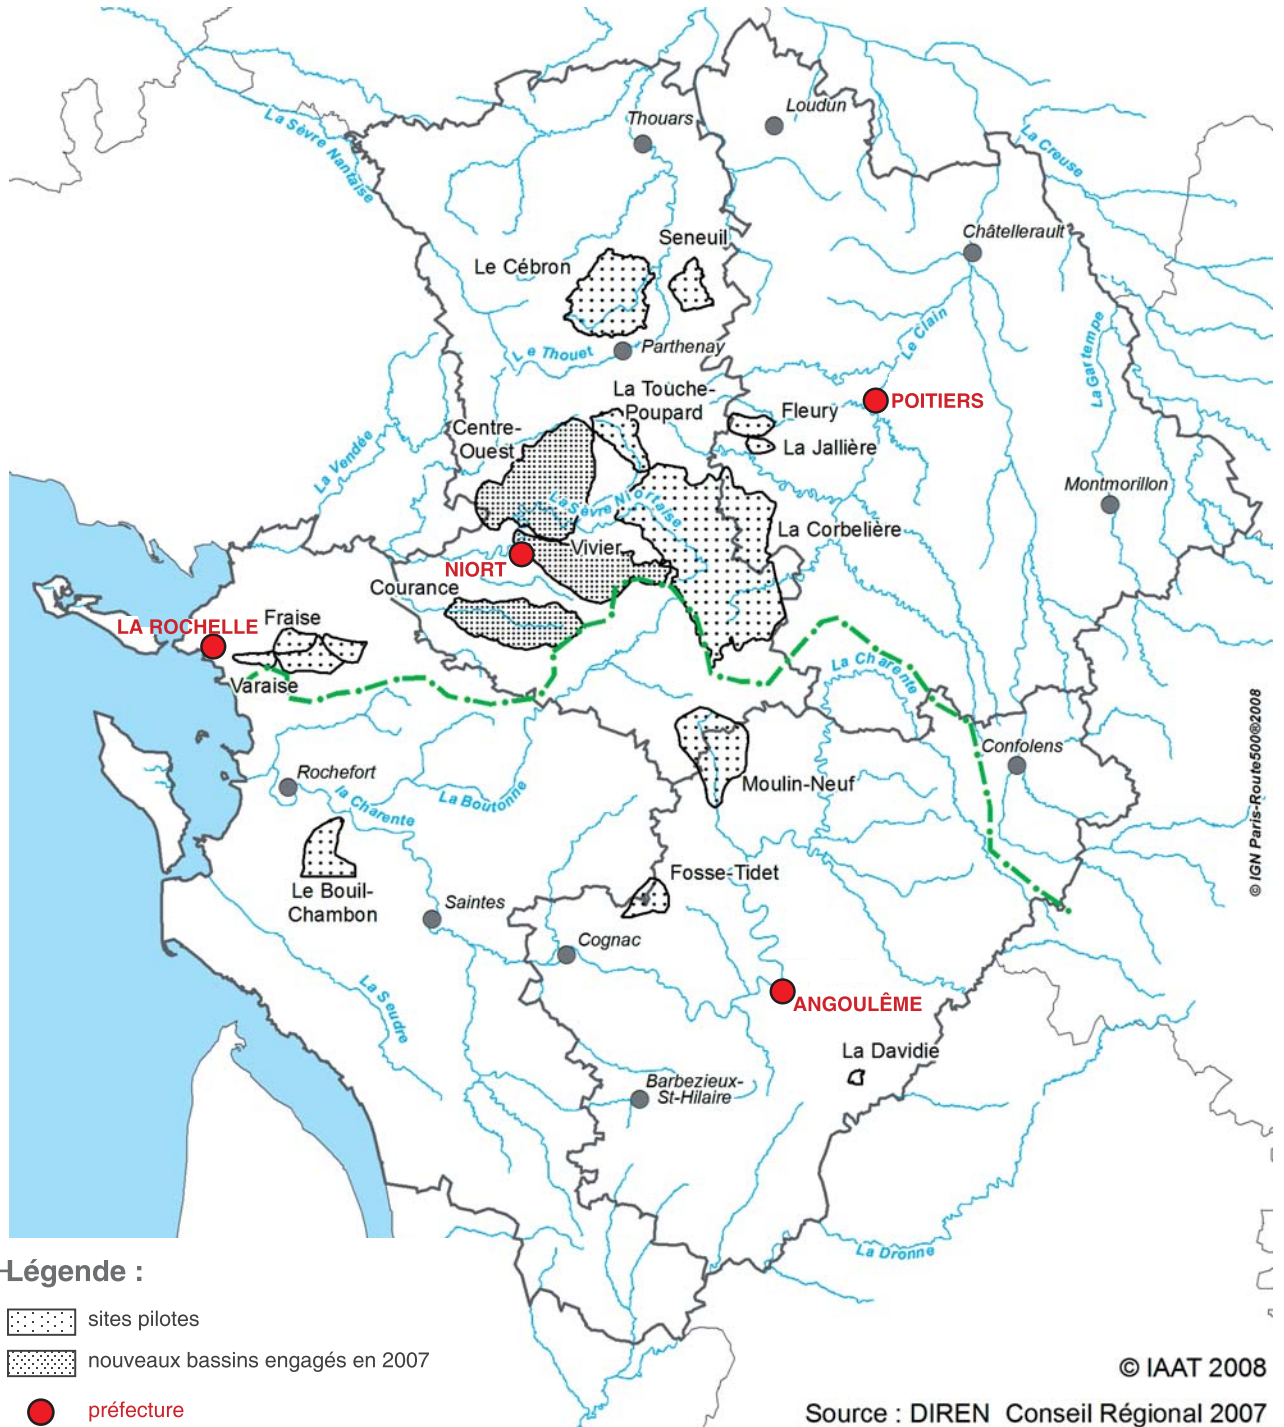 Loudun
Thouars
La Sèvre Nantaise
La Creuse
Châtellerault
Seneuil
Le Cébron
Le Clain
La Gartempe
Le Thouet
Parthenay
La Touche-
Poupard
Fleury
POITIERS
Centre-
Ouest
La Jallière
La Vendée
Montmorillon
La Sèvre Niortaise
La Corbelière
Vivier
NIORT
Courance
Fraise
LA ROCHELLE
Varaise
La Charente
Confolens
Rochefort
la Charente
La Boutonne
Moulin-Neuf
© IGN Paris-Route500®2008
Fosse-Tidet
Le Bouil-
Chambon
Saintes
Cognac
La Seudre
ANGOULÊME
La Davidie
Barbezieux-
St-Hilaire
La Dronne
Légende :
sites pilotes
nouveaux bassins engagés en 2007
préfecture
© IAAT 2008
Source : DIREN Conseil Régional 2007